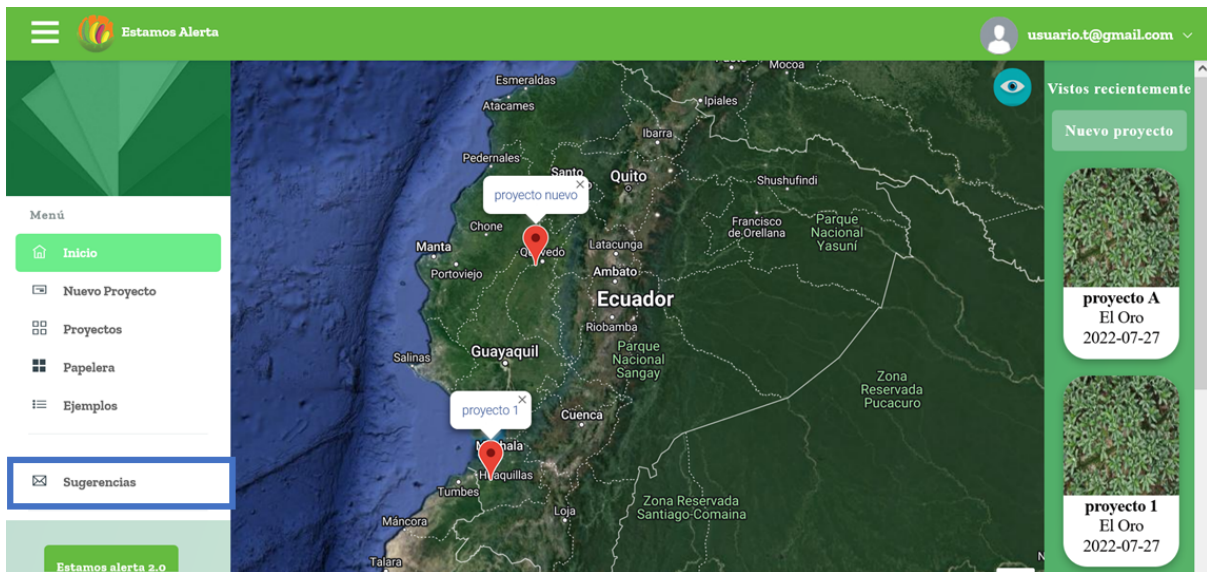 Estamos Alerta
usuario.t@gmail.com
Menú
Inicio
Nuevo Proyecto
Proyectos
Papelera
Ejemplos
Sugerencias
Estamos alerta 2.0
Mocoa
Esmeraldas
Atacames
Ipiales
Ibarra
Pedernales
Santo
Quito
Shushufindi
proyecto nuevo
Chone
Francisco
de Orellana
Parque
Nacional
Yasuní
Manta
Latacunga
Portoviejo
Ambato
Ecuador
Riobamba
Salinas
Guayaquil
Parque
Nacional
Sangay
Zona
Reservada
Pucacuro
proyecto 1
Cuenca
Tumbes
Loja
Zona Reservada
Santiago-Comaina
Máncora
Talara
Vistos recientemente
Nuevo proyecto
proyecto A
El Oro
2022-07-27
proyecto 1
El Oro
2022-07-27